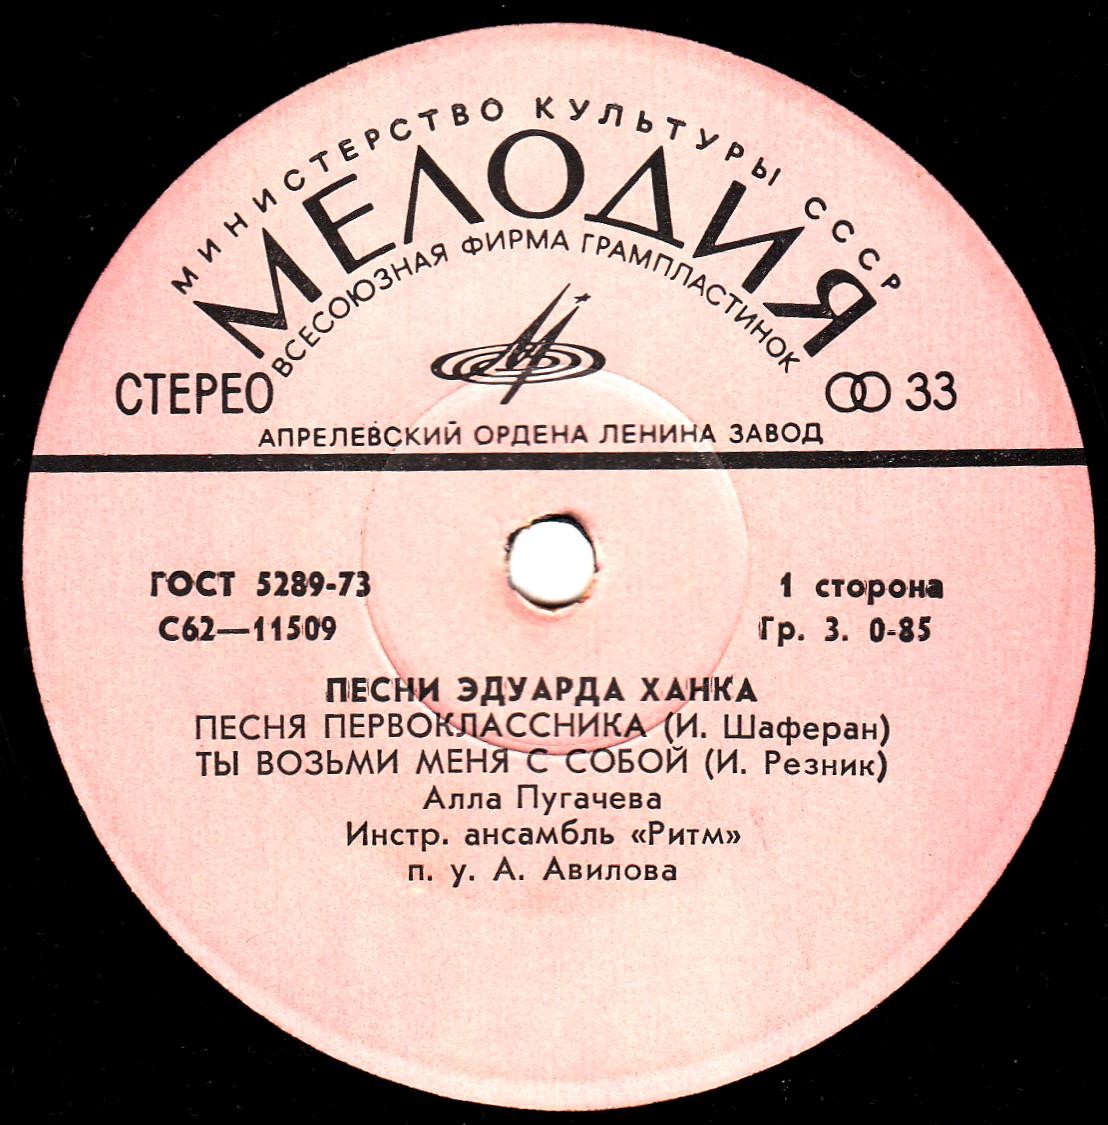 МИНИСТЕРСТВО КУЛЬТУРЫ СССР
МЕЛОДИЯ
ВСЕСОЮЗНАЯ ФИРМА ГРАМПЛАСТИНОК
СТЕРЕО 33
АПРЕЛЕВСКИЙ ОРДЕНА ЛЕНИНА ЗАВОД
ГОСТ 5289-73 1 сторона
С62—11509 Гр. 3. 0-85
ПЕСНИ ЭДУАРДА ХАНКА
ПЕСНЯ ПЕРВОКЛАССНИКА (И. Шаферан)
ТЫ ВОЗЬМИ МЕНЯ С СОБОЙ (И. Резник)
Алла Пугачева
Инстр. ансамбль «Ритм»
п. у. А. Авилова